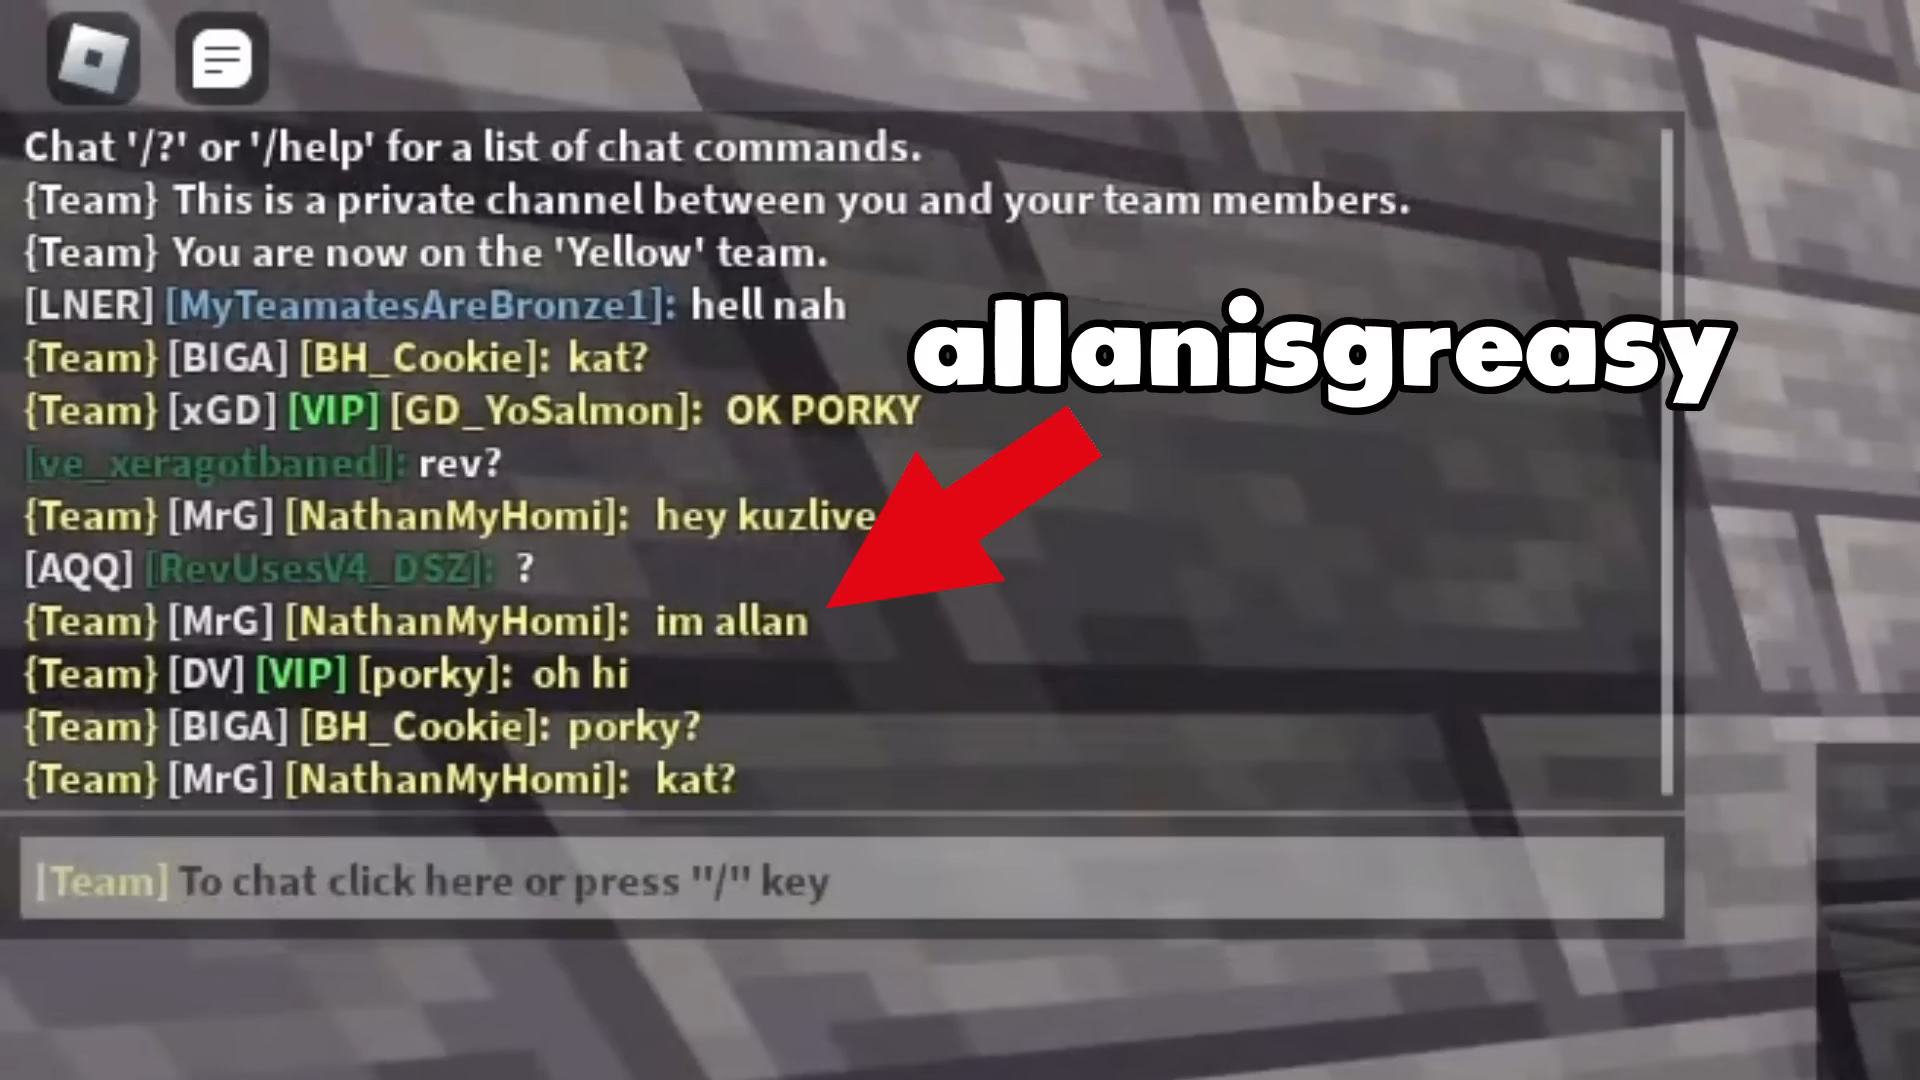 Chat '/?' or '/help' for a list of chat commands.
{Team} This is a private channel between you and your team members.
{Team} You are now on the 'Yellow' team.
[LNER] [MyTeamatesAreBronze1]: hell nah
allanisgreasy
{Team} [BIGA] [BH_Cookie]: kat?
{Team} [xGD] [VIP] [GD_YoSalmon]: OK PORKY
[ve_xeragotbaned]: rev?
{Team} [MrG] [NathanMyHomi]: hey kuzlive
[AQQ] [RevUsesV4_DSZ]: ?
{Team} [MrG] [NathanMyHomi]: im allan
{Team} [DV] [VIP] [porky]: oh hi
{Team} [BIGA] [BH_Cookie]: porky?
{Team} [MrG] [NathanMyHomi]: kat?
[Team] To chat click here or press "/" key